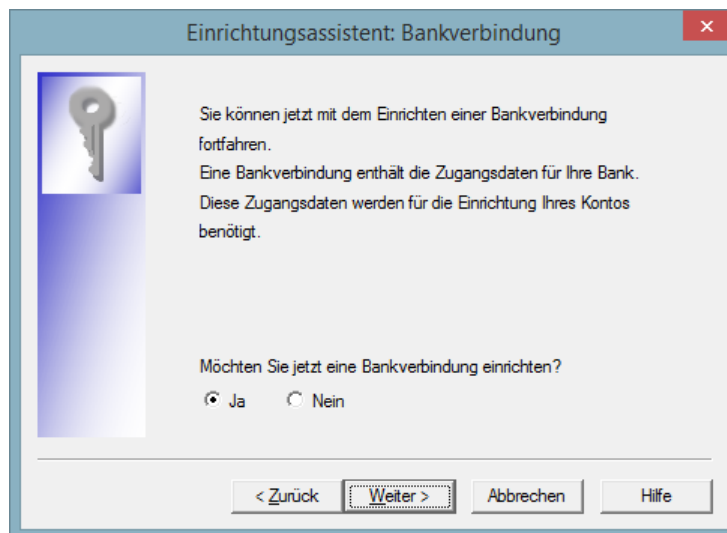 Einrichtungsassistent: Bankverbindung
Sie können jetzt mit dem Einrichten einer Bankverbindung
fortfahren.
Eine Bankverbindung enthält die Zugangsdaten für Ihre Bank.
Diese Zugangsdaten werden für die Einrichtung Ihres Kontos
benötigt.
Möchten Sie jetzt eine Bankverbindung einrichten?
Ja Nein
< Zurück Weiter > Abbrechen Hilfe